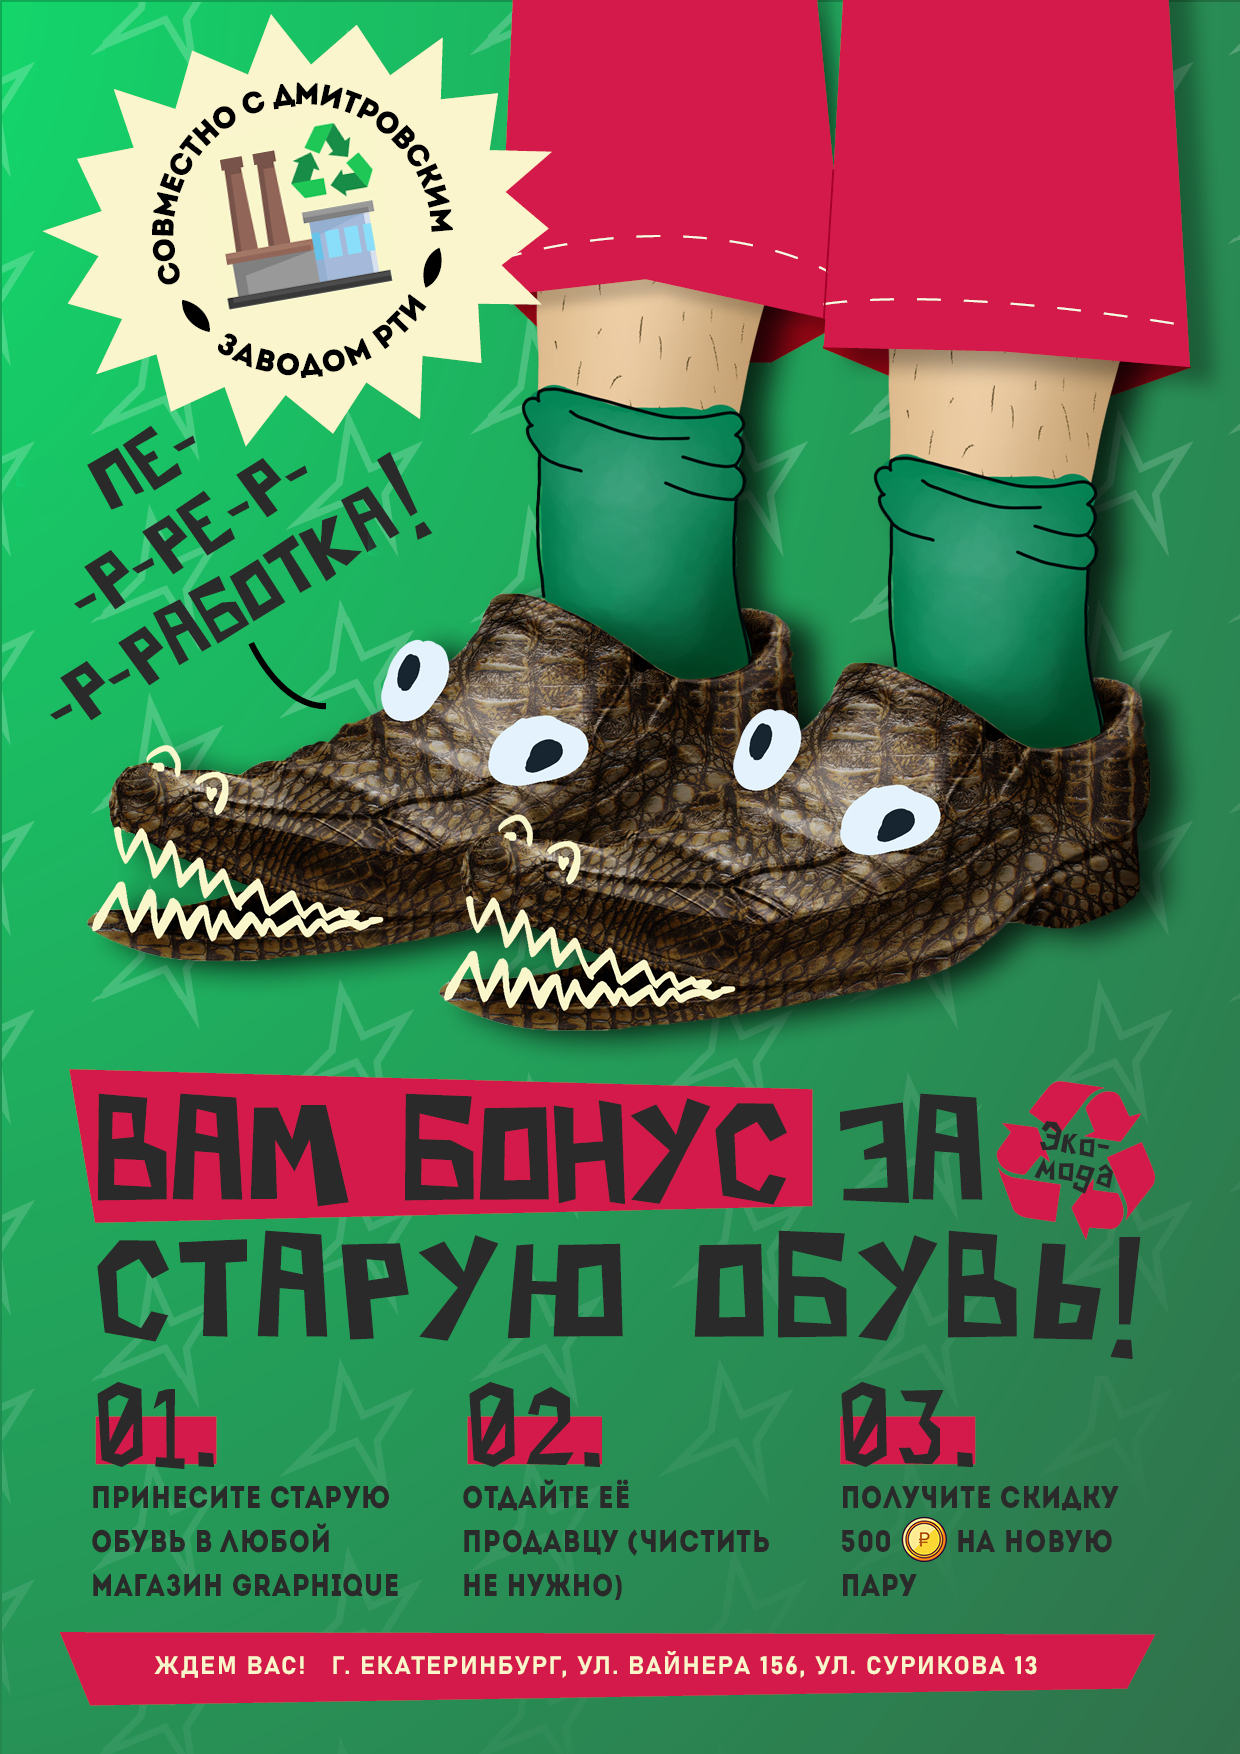 СОВМЕСТНО С ДМИТРОВСКИМ
ЗАВОДОМ РТИ
ПЕ-
-Р-РЕ-Р-
-Р-РАБОТКА!
ВАМ БОНУС ЗА
Эко-
мода
СТАРУЮ ОБУВЬ!
01.
ПРИНЕСИТЕ СТАРУЮ
ОБУВЬ В ЛЮБОЙ
МАГАЗИН GRAPHIQUE
02.
ОТДАЙТЕ ЕЁ
ПРОДАВЦУ (ЧИСТИТЬ
НЕ НУЖНО)
03.
ПОЛУЧИТЕ СКИДКУ
500 ₽ НА НОВУЮ
ПАРУ
ЖДЕМ ВАС! Г. ЕКАТЕРИНБУРГ, УЛ. ВАЙНЕРА 156, УЛ. СУРИКОВА 13